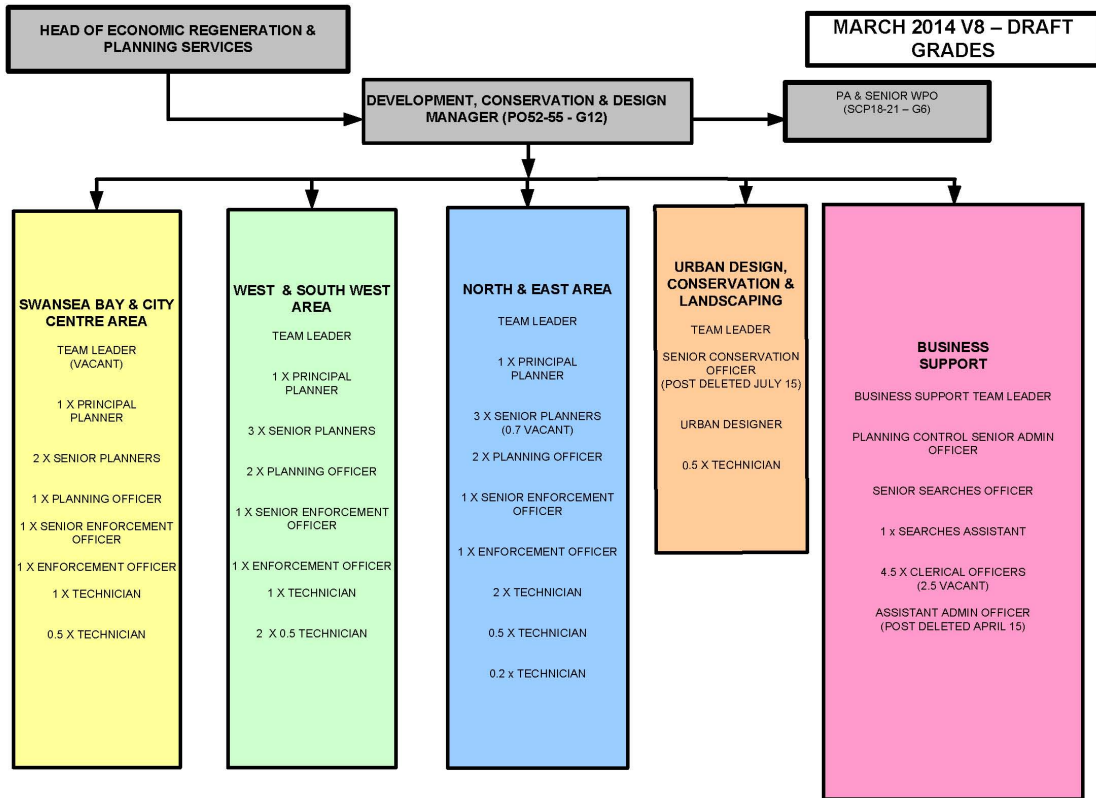 HEAD OF ECONOMIC REGENERATION &
PLANNING SERVICES
MARCH 2014 V8 – DRAFT
GRADES
DEVELOPMENT, CONSERVATION & DESIGN
MANAGER (PO52-55 - G12)
PA & SENIOR WPO
(SCP18-21 – G6)
SWANSEA BAY & CITY
CENTRE AREA
TEAM LEADER
(VACANT)
1 X PRINCIPAL
PLANNER
2 X SENIOR PLANNERS
1 X PLANNING OFFICER
1 X SENIOR ENFORCEMENT
OFFICER
1 X ENFORCEMENT OFFICER
1 X TECHNICIAN
0.5 X TECHNICIAN
WEST & SOUTH WEST
AREA
TEAM LEADER
1 X PRINCIPAL
PLANNER
3 X SENIOR PLANNERS
2 X PLANNING OFFICER
1 X SENIOR ENFORCEMENT
OFFICER
1 X ENFORCEMENT OFFICER
1 X TECHNICIAN
2 X 0.5 TECHNICIAN
NORTH & EAST AREA
TEAM LEADER
1 X PRINCIPAL
PLANNER
3 X SENIOR PLANNERS
(0.7 VACANT)
2 X PLANNING OFFICER
1 X SENIOR ENFORCEMENT
OFFICER
1 X ENFORCEMENT OFFICER
2 X TECHNICIAN
0.5 X TECHNICIAN
0.2 x TECHNICIAN
URBAN DESIGN,
CONSERVATION &
LANDSCAPING
TEAM LEADER
SENIOR CONSERVATION
OFFICER
(POST DELETED JULY 15)
URBAN DESIGNER
0.5 X TECHNICIAN
BUSINESS
SUPPORT
BUSINESS SUPPORT TEAM LEADER
PLANNING CONTROL SENIOR ADMIN
OFFICER
SENIOR SEARCHES OFFICER
1 x SEARCHES ASSISTANT
4.5 X CLERICAL OFFICERS
(2.5 VACANT)
ASSISTANT ADMIN OFFICER
(POST DELETED APRIL 15)